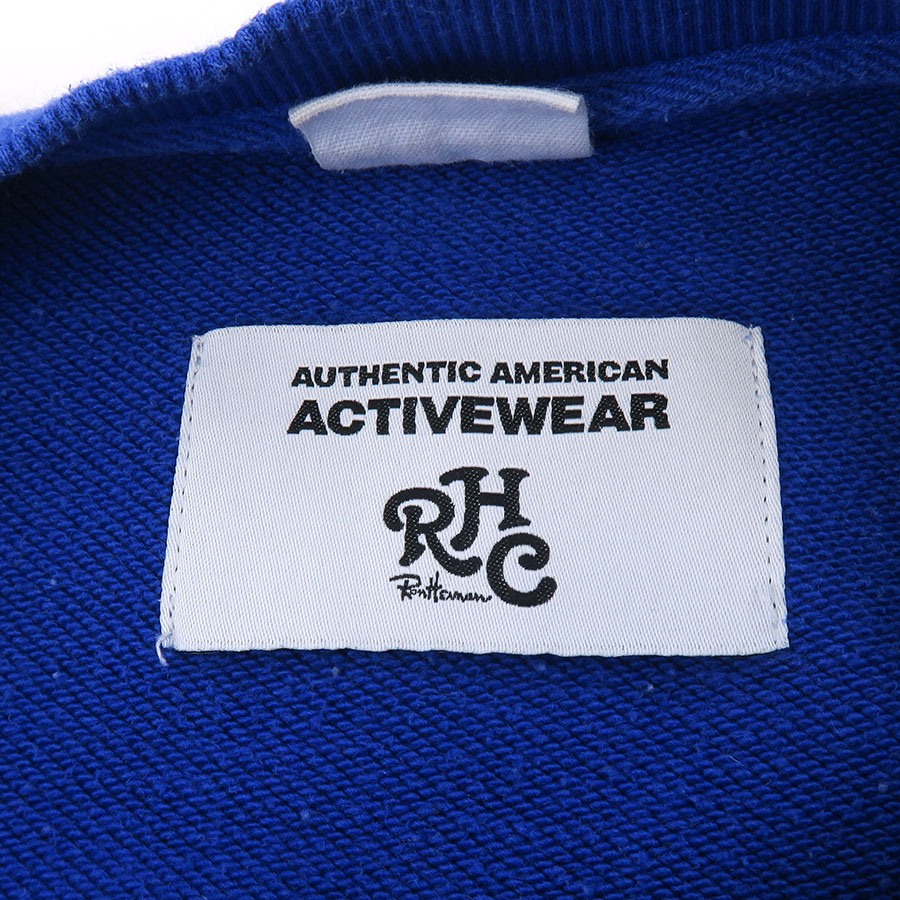 AUTHENTIC AMERICAN
ACTIVEWEAR
RHC
Ron Herman